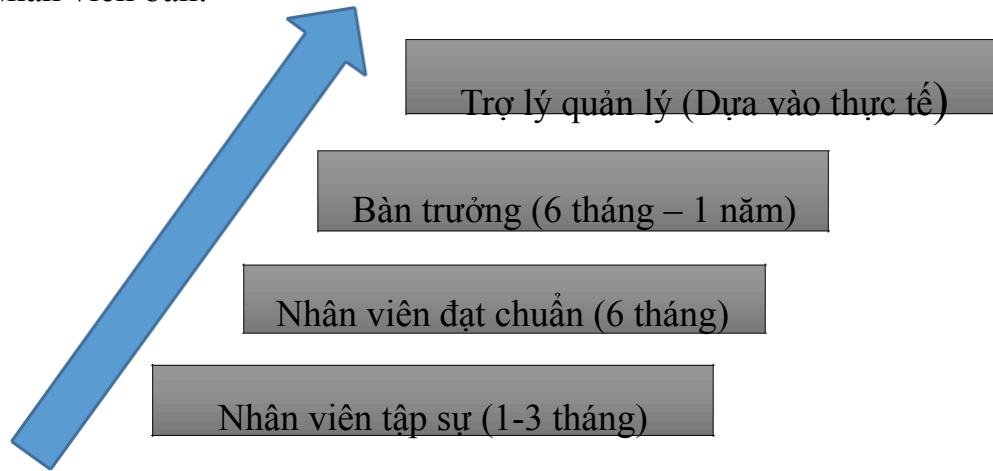 Trợ lý quản lý (Dựa vào thực tế)
Bàn trưởng (6 tháng – 1 năm)
Nhân viên đạt chuẩn (6 tháng)
Nhân viên tập sự (1-3 tháng)